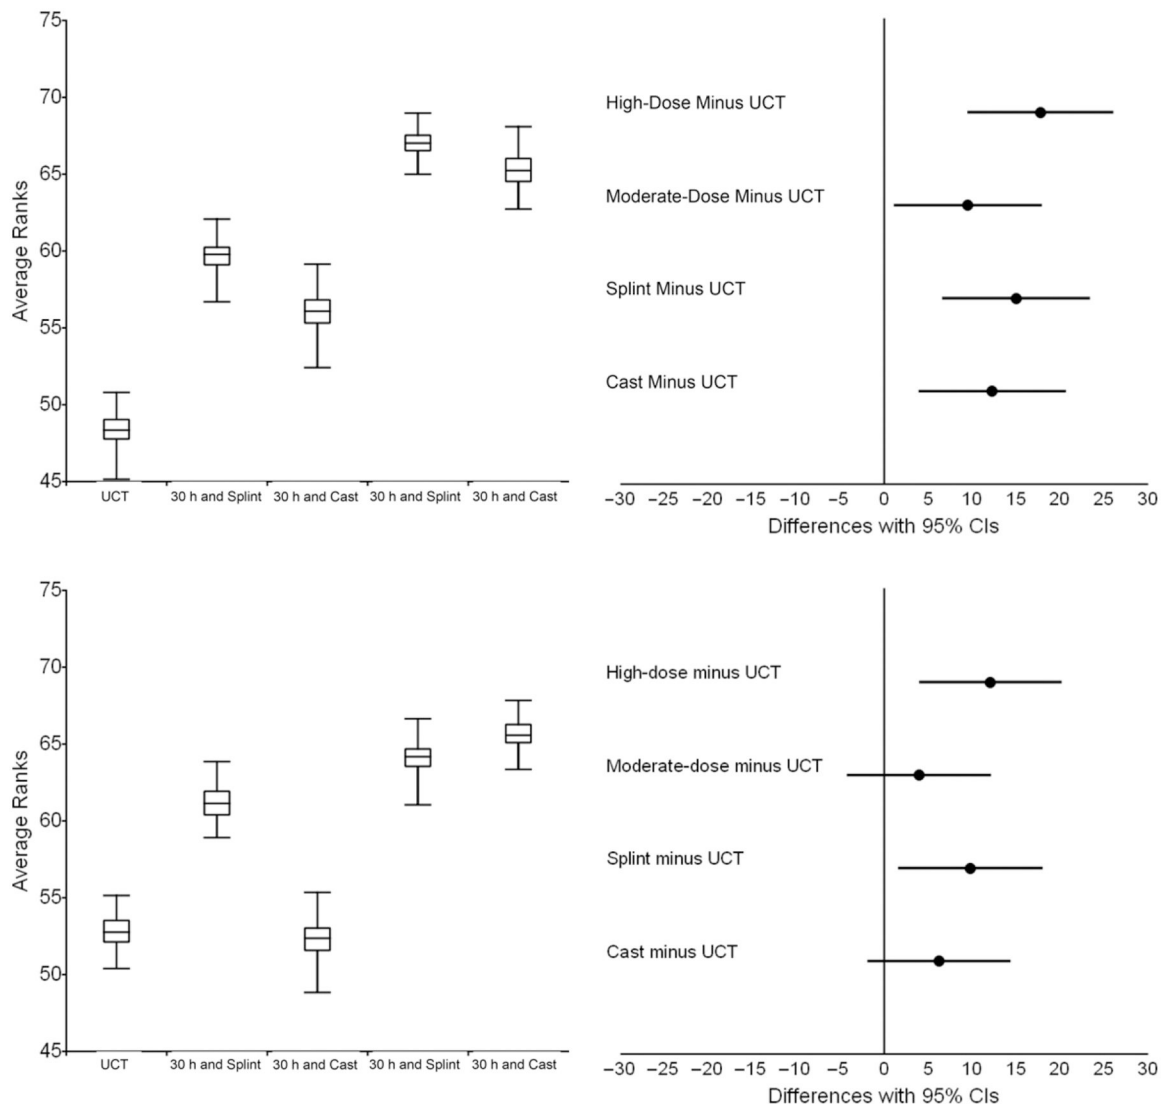 75
70
65
60
55
50
45
Average Ranks
UCT 30 h and Splint 30 h and Cast 30 h and Splint 30 h and Cast
High-Dose Minus UCT
Moderate-Dose Minus UCT
Splint Minus UCT
Cast Minus UCT
−30 −25 −20 −15 −10 −5 0 5 10 15 20 25 30
Differences with 95% CIs
75
70
65
60
55
50
45
Average Ranks
UCT 30 h and Splint 30 h and Cast 30 h and Splint 30 h and Cast
High-dose minus UCT
Moderate-dose minus UCT
Splint minus UCT
Cast minus UCT
−30 −25 −20 −15 −10 −5 0 5 10 15 20 25 30
Differences with 95% CIs